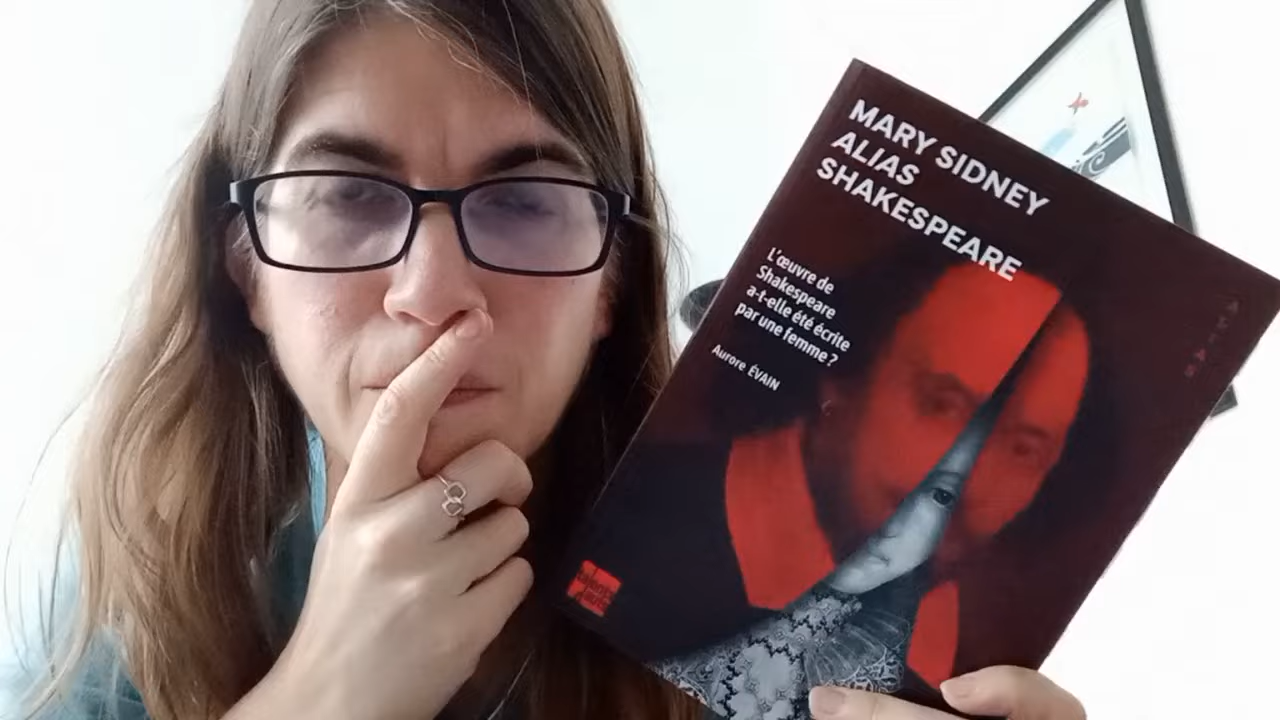 MARY SIDNEY
ALIAS
SHAKESPEARE
L'œuvre de
Shakespeare
a-t-elle été écrite
par une femme ?
Aurore ÉVAIN